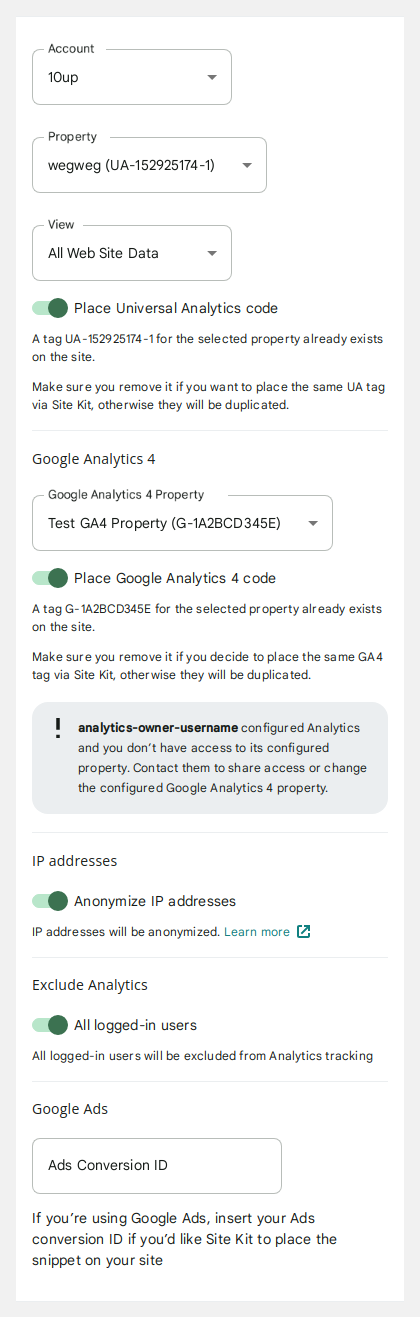 Account
10up
Property
wegweg (UA-152925174-1)
View
All Web Site Data
Place Universal Analytics code
A tag UA-152925174-1 for the selected property already exists
on the site.
Make sure you remove it if you want to place the same UA tag
via Site Kit, otherwise they will be duplicated.
Google Analytics 4
Google Analytics 4 Property
Test GA4 Property (G-1A2BCD345E)
Place Google Analytics 4 code
A tag G-1A2BCD345E for the selected property already exists
on the site.
Make sure you remove it if you decide to place the same GA4
tag via Site Kit, otherwise they will be duplicated.
analytics-owner-username configured Analytics
and you don’t have access to its configured
property. Contact them to share access or change
the configured Google Analytics 4 property.
IP addresses
Anonymize IP addresses
IP addresses will be anonymized. Learn more
Exclude Analytics
All logged-in users
All logged-in users will be excluded from Analytics tracking
Google Ads
Ads Conversion ID
If you’re using Google Ads, insert your Ads
conversion ID if you’d like Site Kit to place the
snippet on your site